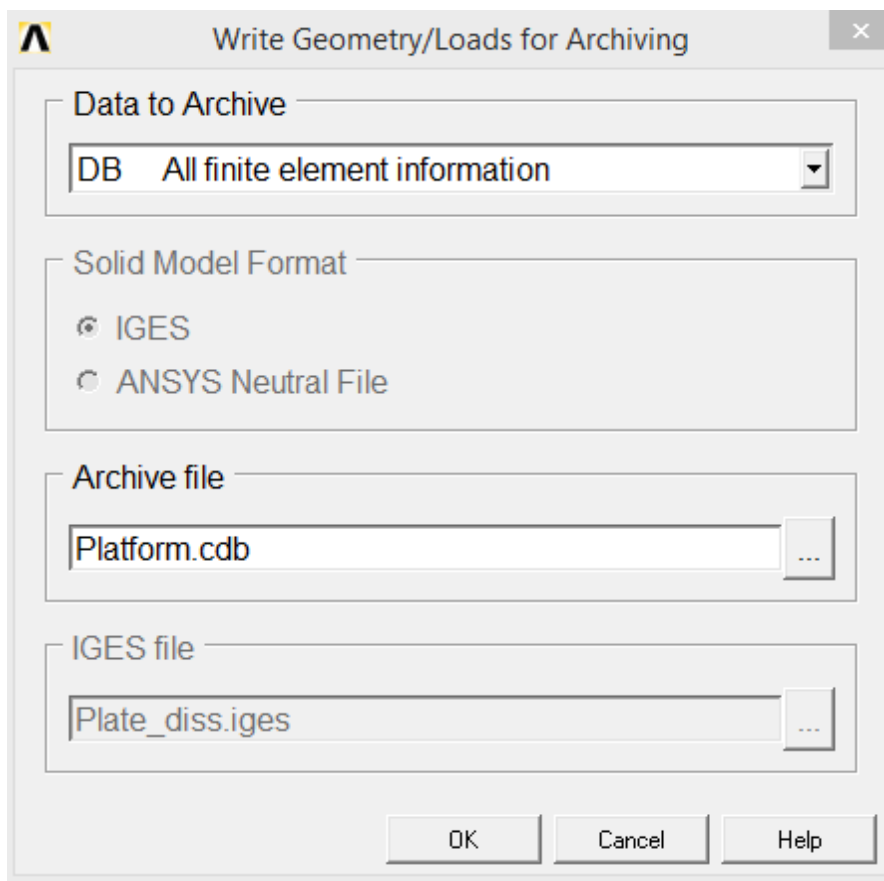 Write Geometry/Loads for Archiving
Data to Archive
DB All finite element information
Solid Model Format
IGES
ANSYS Neutral File
Archive file
Platform.cdb
...
IGES file
Plate_diss.iges
...
OK Cancel Help